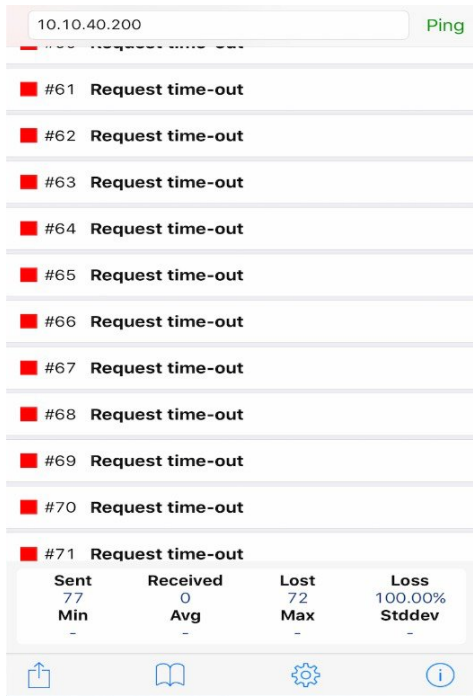 10.10.40.200 Ping
#61 Request time-out
#62 Request time-out
#63 Request time-out
#64 Request time-out
#65 Request time-out
#66 Request time-out
#67 Request time-out
#68 Request time-out
#69 Request time-out
#70 Request time-out
#71 Request time-out
Sent Received Lost Loss
77 0 72 100.00%
Min Avg Max Stddev
- - - -